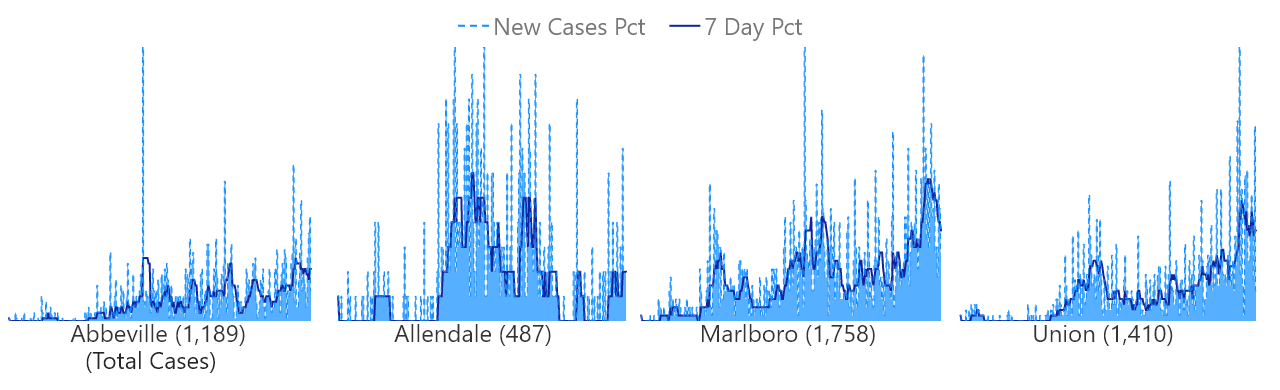 New Cases Pct 7 Day Pct
Abbeville (1,189) Allendale (487) Marlboro (1,758) Union (1,410)
(Total Cases)